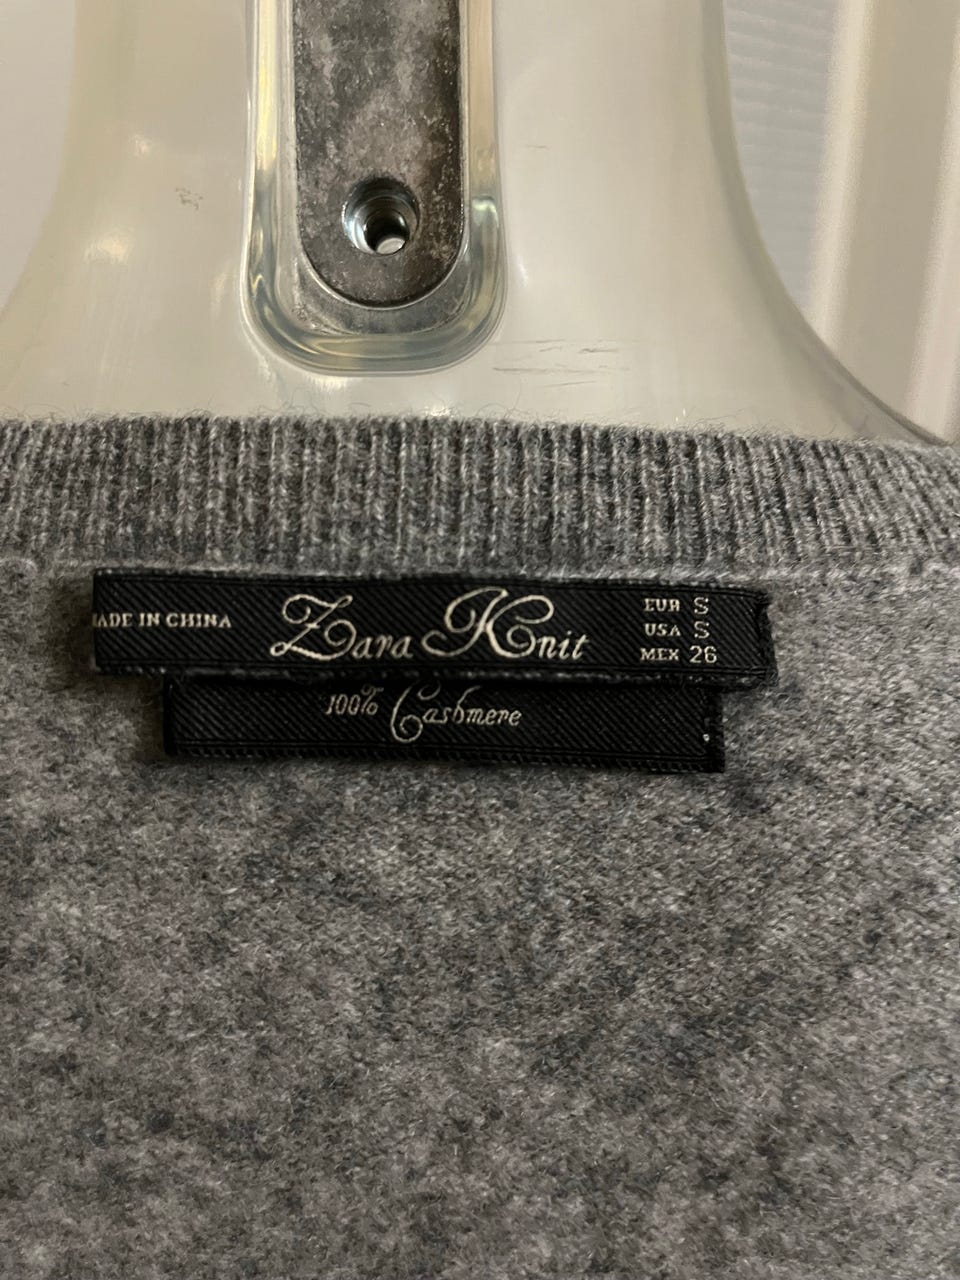 MADE IN CHINA
Zara Knit
EUR S
USA S
MEX 26
100% Cashmere